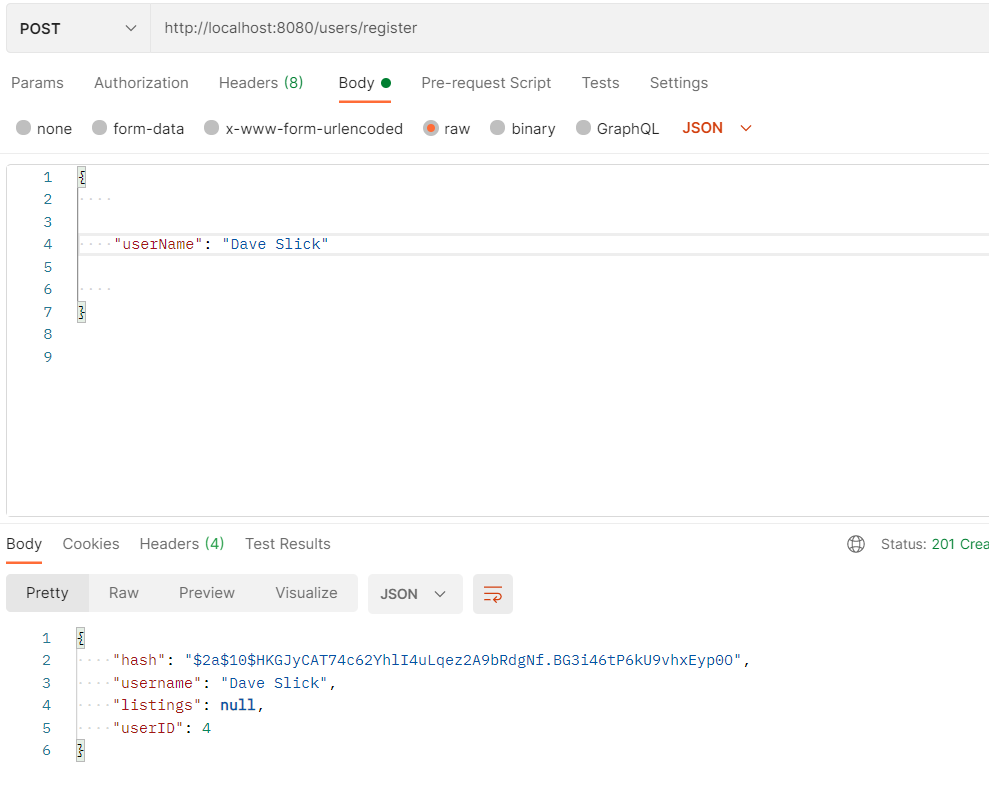 POST http://localhost:8080/users/register
Params Authorization Headers (8) Body Pre-request Script Tests Settings
none form-data x-www-form-urlencoded raw binary GraphQL JSON
1 {
2
3
4 "userName": "Dave Slick"
5
6
7 }
8
9
Body Cookies Headers (4) Test Results Status: 201 Crea
Pretty Raw Preview Visualize JSON
1 {
2 "hash": "$2a$10$HKGJyCAT74c62YhlI4uLqez2A9bRdgNf.BG3i46tP6kU9vhxEyp0O",
3 "username": "Dave Slick",
4 "listings": null,
5 "userID": 4
6 }